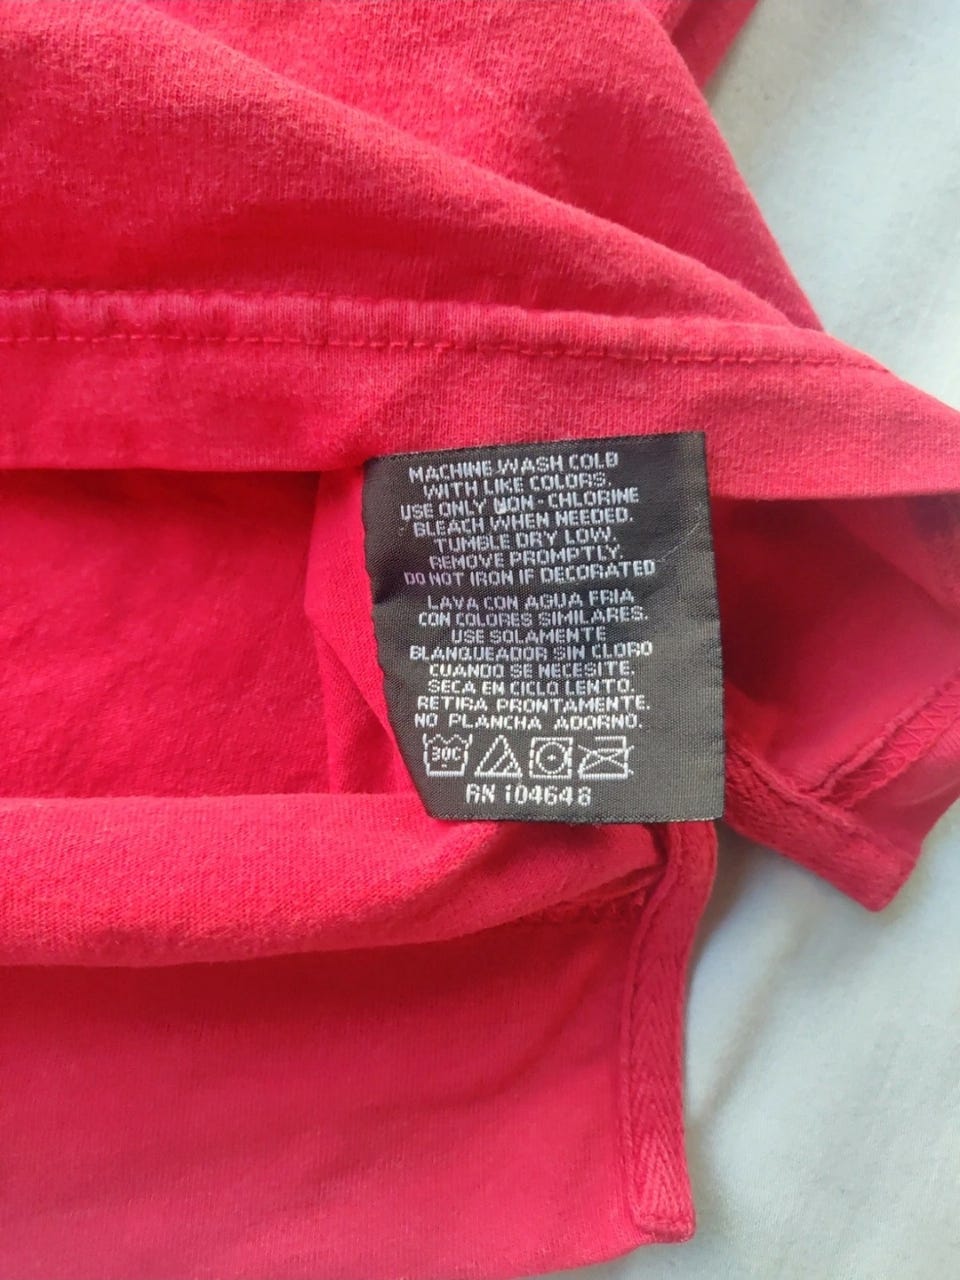 MACHINE WASH COLD
WITH LIKE COLORS.
USE ONLY NON-CHLORINE
BLEACH WHEN NEEDED.
TUMBLE DRY LOW.
REMOVE PROMPTLY.
DO NOT IRON IF DECORATED
LAVA CON AGUA FRIA
CON COLORES SIMILARES.
USE SOLAMENTE
BLANQUEADOR SIN CLORO
CUANDO SE NECESITE.
SECA EN CICLO LENTO.
RETIRA PRONTAMENTE.
NO PLANCHA ADORNO.
30C
RN 104648